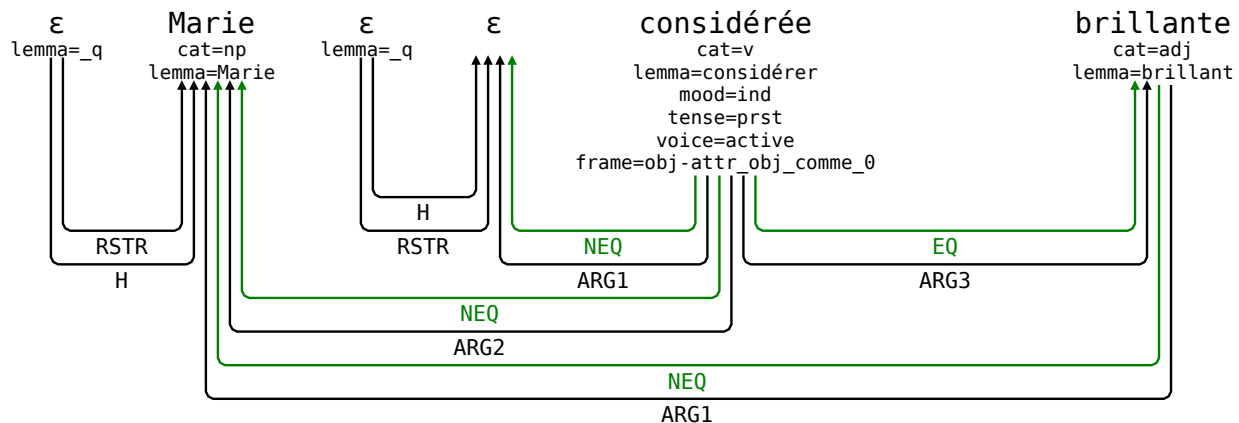 ε Marie ε ε considérée brillante
lemma=_q cat=np lemma=_q cat=v cat=adj
lemma=Marie lemma=considérer lemma=brillant
mood=ind
tense=prst
voice=active
frame=obj-attr_obj_comme_0
H
RSTR RSTR NEQ EQ
H ARG1 ARG3
NEQ
ARG2
NEQ
ARG1